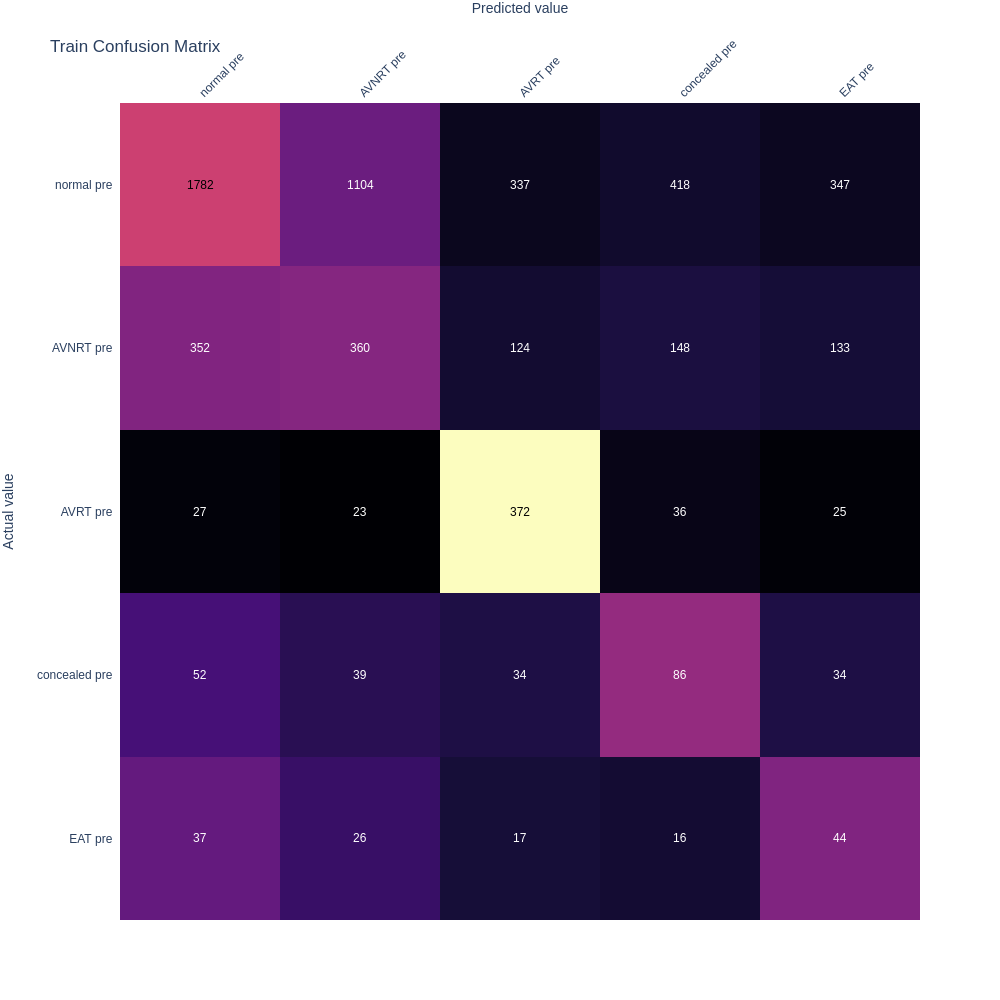 Predicted value
Train Confusion Matrix
normal pre
AVNRT pre
AVRT pre
concealed pre
EAT pre
normal pre 1782 1104 337 418 347
AVNRT pre 352 360 124 148 133
AVRT pre 27 23 372 36 25
Actual value
concealed pre 52 39 34 86 34
EAT pre 37 26 17 16 44